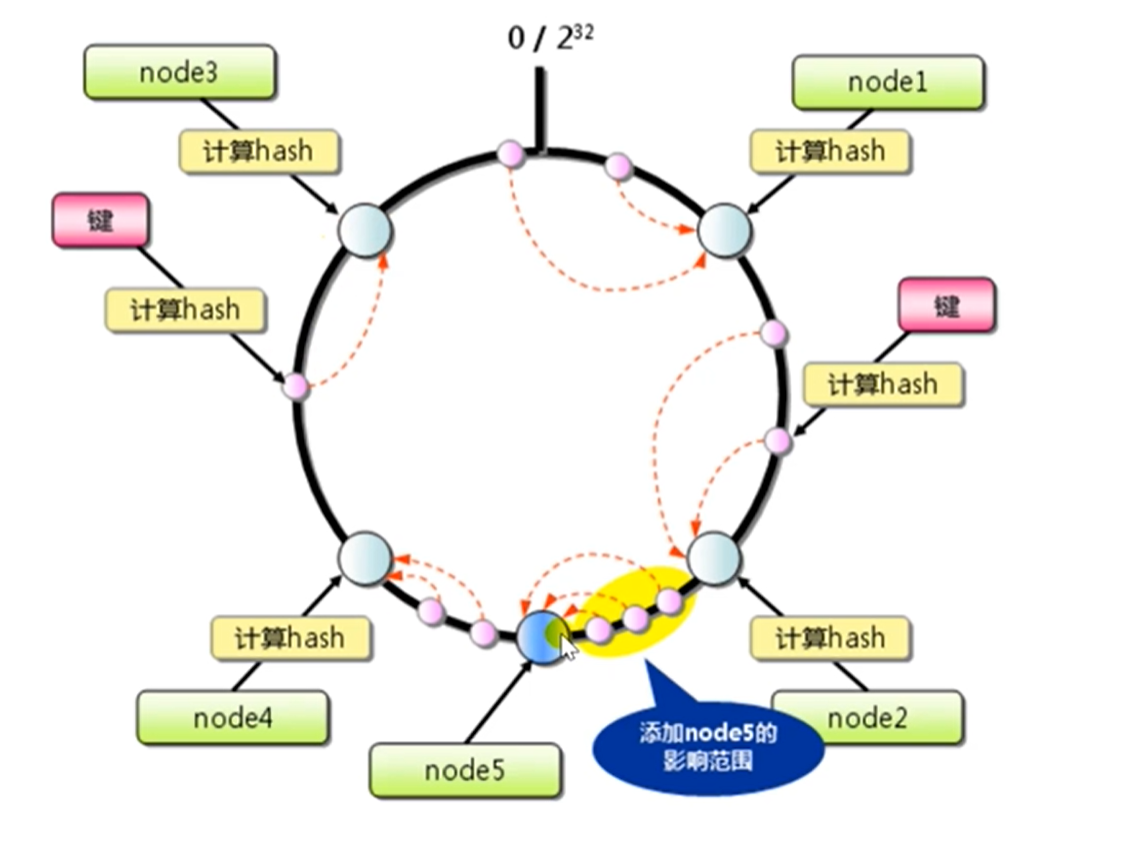 0 / 2³²
node3
node1
计算hash
计算hash
键
计算hash
键
计算hash
计算hash
计算hash
node4
node2
添加node5的
影响范围
node5